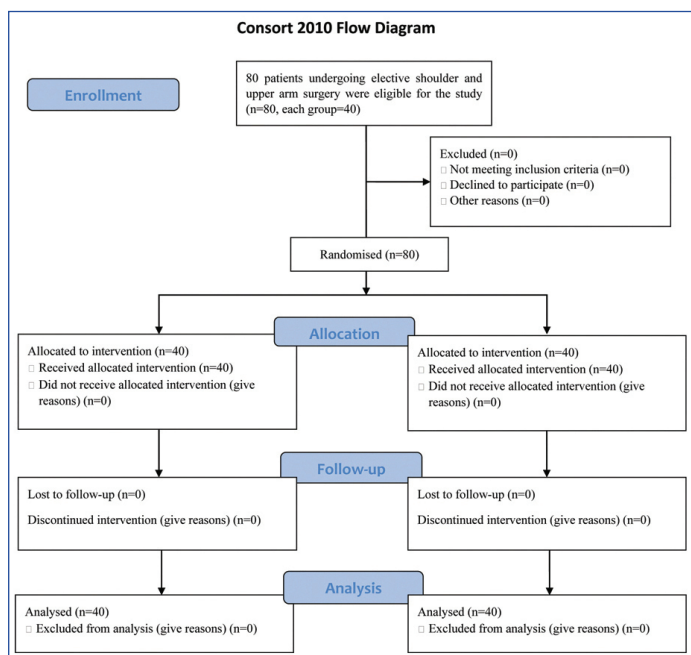 Consort 2010 Flow Diagram
Enrollment
80 patients undergoing elective shoulder and
upper arm surgery were eligible for the study
(n=80, each group=40)
Excluded (n=0)
Not meeting inclusion criteria (n=0)
Declined to participate (n=0)
Other reasons (n=0)
Randomised (n=80)
Allocation
Allocated to intervention (n=40)
Received allocated intervention (n=40)
Did not receive allocated intervention (give
reasons) (n=0)
Allocated to intervention (n=40)
Received allocated intervention (n=40)
Did not receive allocated intervention (give
reasons) (n=0)
Follow-up
Lost to follow-up (n=0)
Discontinued intervention (give reasons) (n=0)
Lost to follow-up (n=0)
Discontinued intervention (give reasons) (n=0)
Analysis
Analysed (n=40)
Excluded from analysis (give reasons) (n=0)
Analysed (n=40)
Excluded from analysis (give reasons) (n=0)